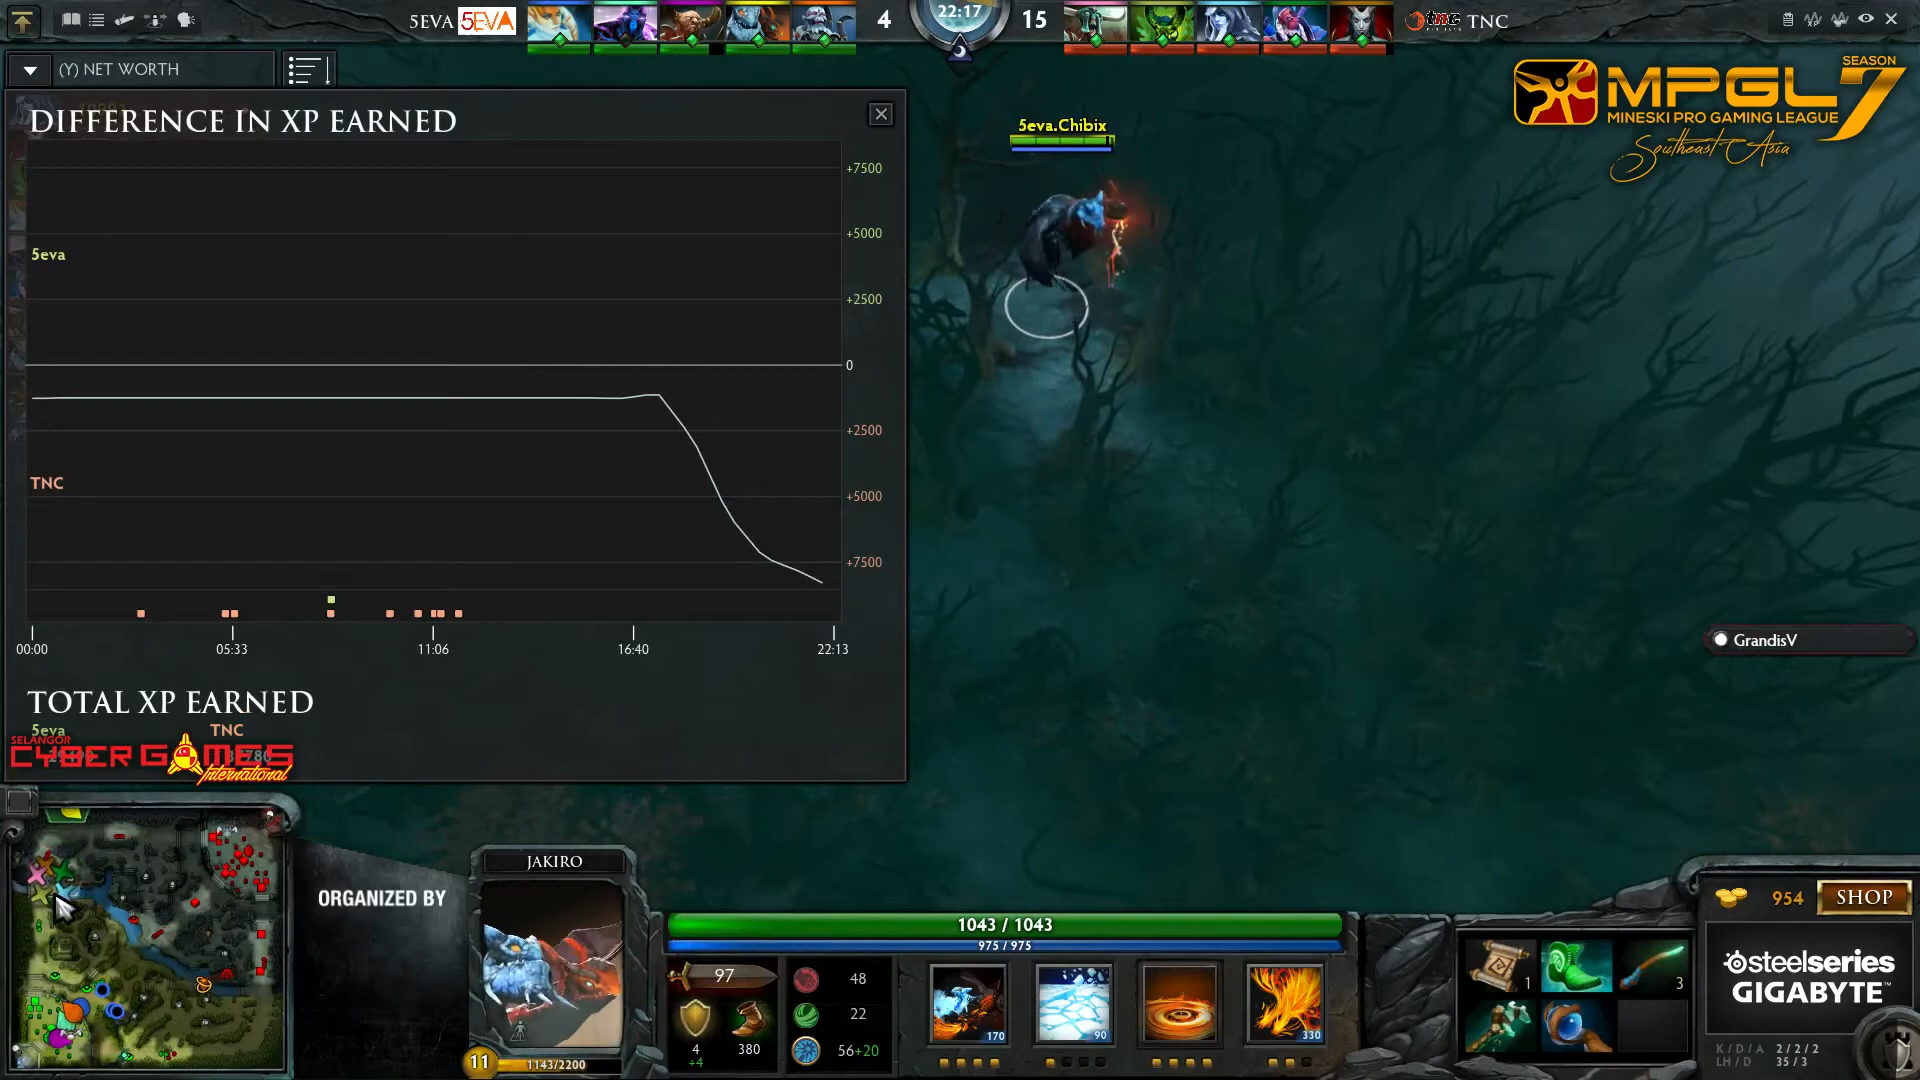 5EVA
5EVA
4
22:17
15
TNC
(Y) NET WORTH
SEASON
7
MPGL
MINESKI PRO GAMING LEAGUE
Southeast Asia
DIFFERENCE IN XP EARNED
5eva.Chibix
+7500
+5000
5eva
+2500
0
+2500
TNC
+5000
+7500
00:00
05:33
11:06
16:40
22:13
GrandisV
TOTAL XP EARNED
5eva
TNC
SELANGOR
CYBER GAMES
International
ORGANIZED BY
JAKIRO
11
1143/2200
1043 / 1043
975 / 975
97
4
+4
380
48
22
56+20
170
90
330
1
3
954
SHOP
steelseries
GIGABYTE™
K / D / A 2 / 2 / 2
LH / D 35 / 3